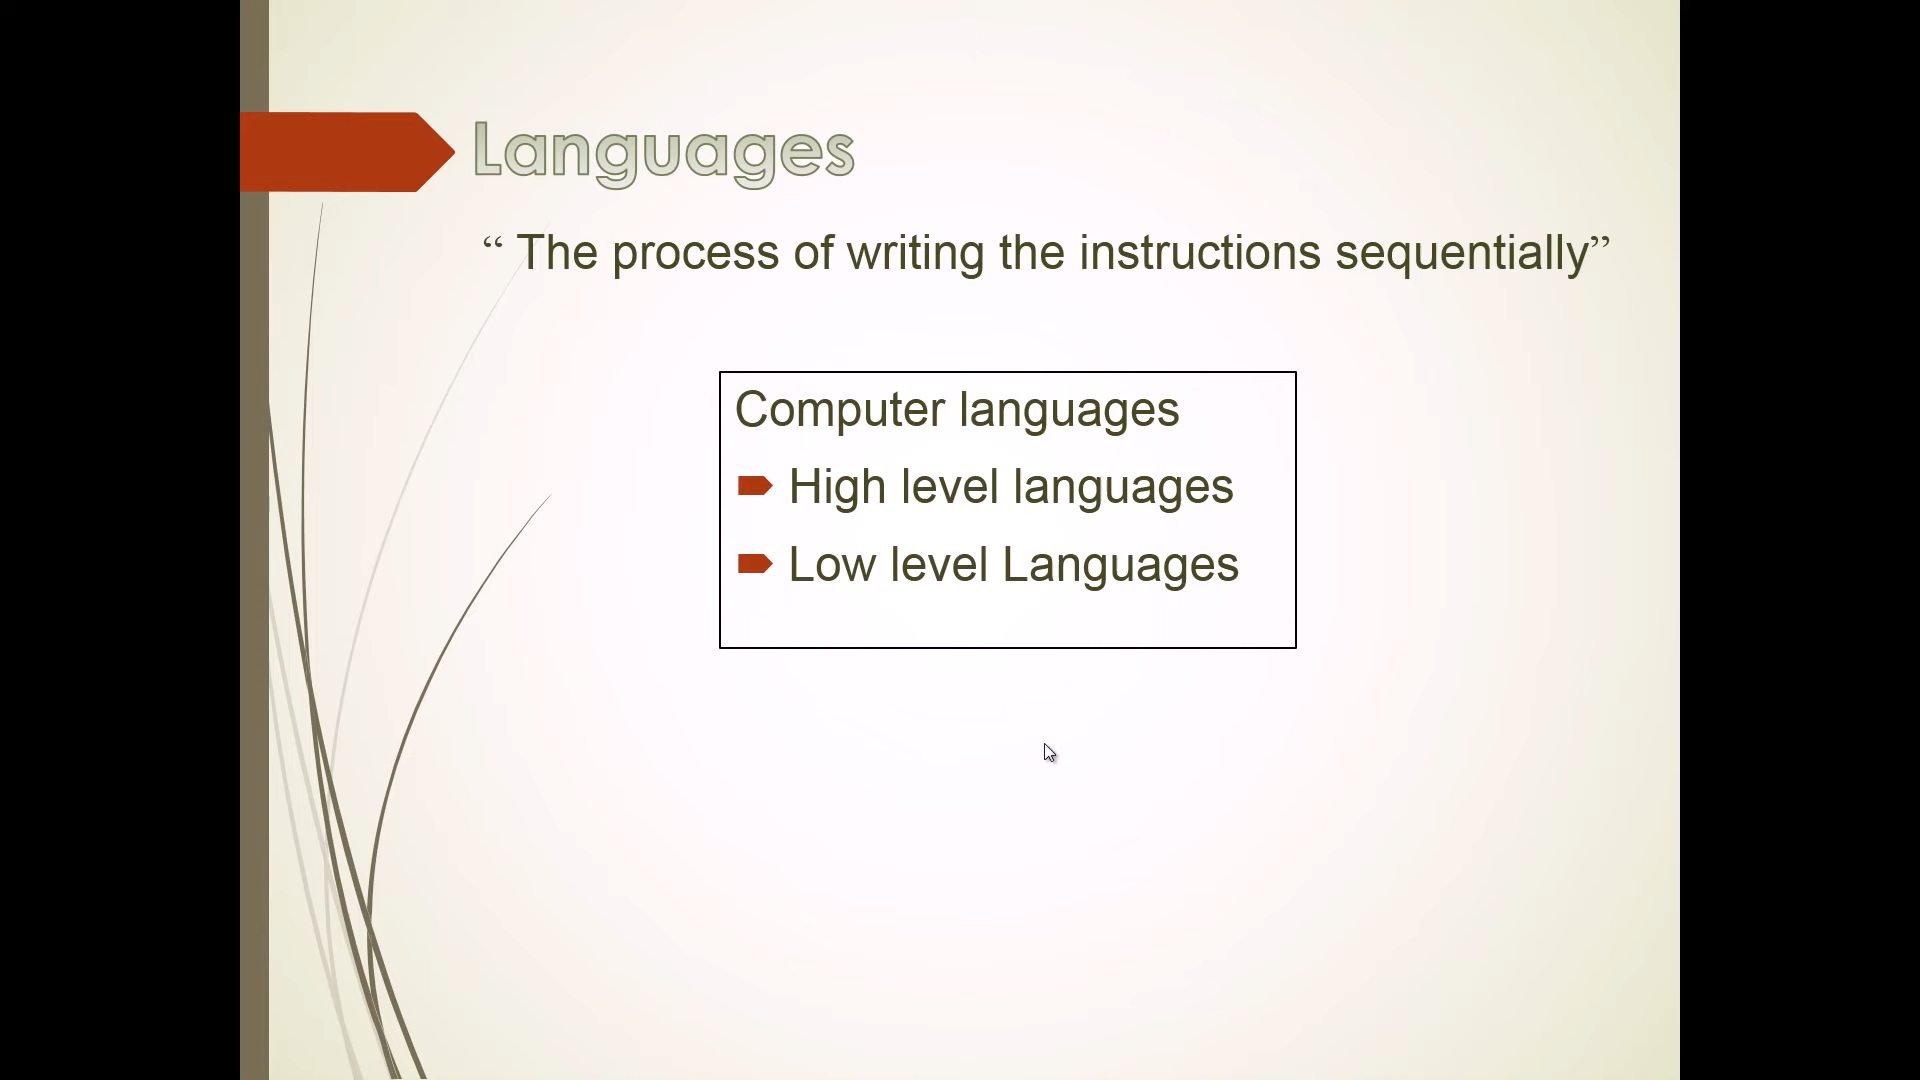 Languages
“ The process of writing the instructions sequentially”
Computer languages
High level languages
Low level Languages